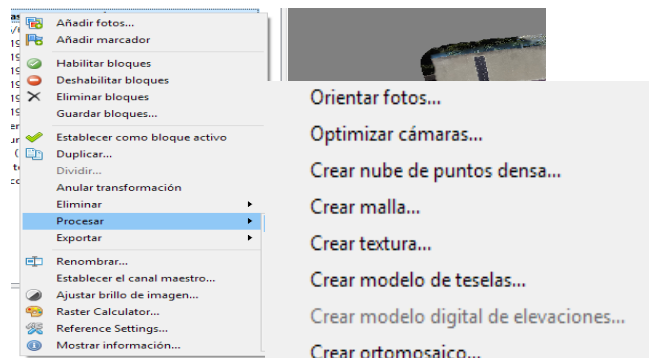 Añadir fotos...
Añadir marcador
Habilitar bloques
Deshabilitar bloques
Eliminar bloques
Guardar bloques...
Establecer como bloque activo
Duplicar...
Dividir...
Anular transformación
Eliminar
Procesar
Exportar
Renombrar...
Establecer el canal maestro...
Ajustar brillo de imagen...
Raster Calculator...
Reference Settings...
Mostrar información...
Orientar fotos...
Optimizar cámaras...
Crear nube de puntos densa...
Crear malla...
Crear textura...
Crear modelo de teselas...
Crear modelo digital de elevaciones...
Crear ortomosaico...